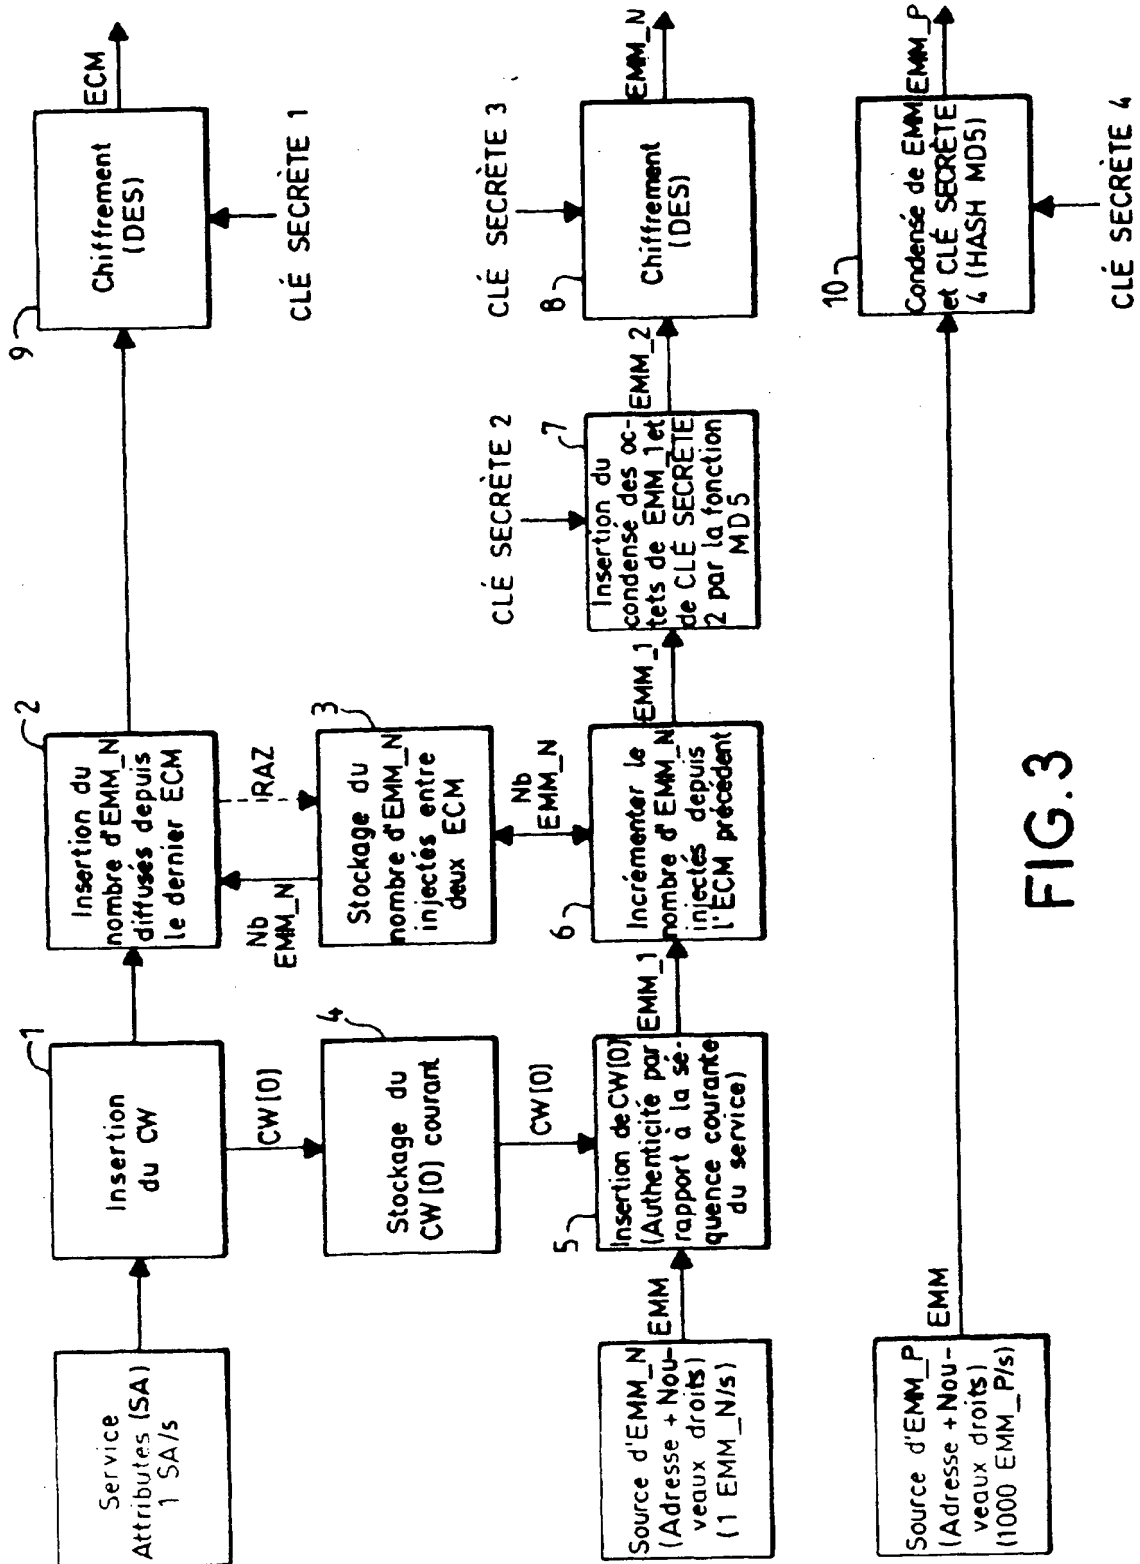 Service
Attributes (SA)
1 SA/s
1
Insertion
du CW
2
Insertion du
nombre d'EMM_N
diffusés depuis
le dernier ECM
9
Chiffrement
(DES)
ECM
CLÉ SECRÈTE 1
CW [0]
Nb
EMM_N
RAZ
4
Stockage du
CW [0] courant
3
Stockage du
nombre d'EMM_N
injectés entre
deux ECM
CW [0]
Nb
EMM_N
CLÉ SECRÈTE 2
CLÉ SECRÈTE 3
Source d'EMM_N
(Adresse + Nou-
veaux droits)
(1 EMM_N/s)
EMM
5
Insertion de CW[0]
(Authenticité par
rapport à la sé-
quence courante
du service)
EMM_1
6
Incrémenter le
nombre d'EMM_N
injectés depuis
l'ECM précédent
EMM_1
7
Insertion du
condensé des oc-
tets de EMM_1 et
de CLÉ SECRÈTE
2 par la fonction
MD5
EMM_2
8
Chiffrement
(DES)
EMM_N
Source d'EMM_P
(Adresse + Nou-
veaux droits)
(1000 EMM_P/s)
EMM
10
Condensé de EMM
et CLÉ SECRÈTE
4 (HASH MD5)
EMM_P
CLÉ SECRÈTE 4
FIG.3